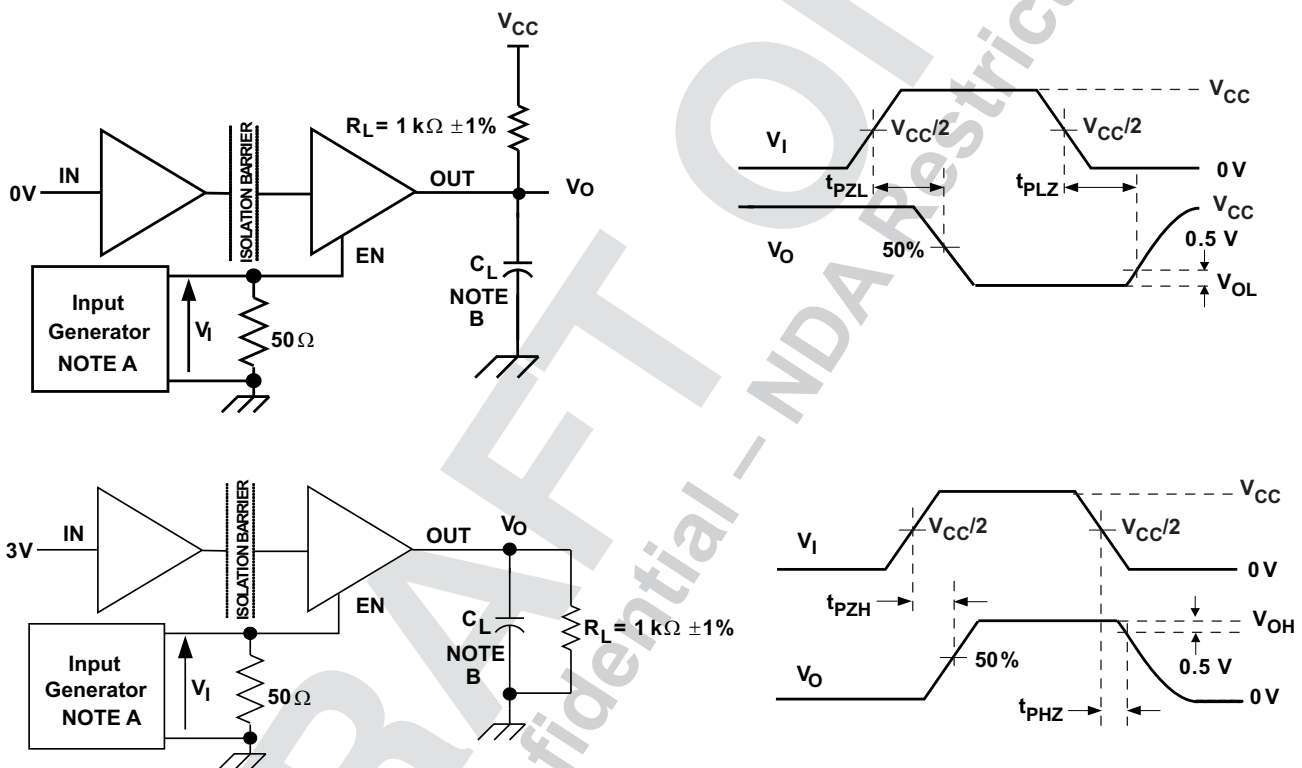 VCC
RL = 1 kΩ ±1%
IN
0V
ISOLATION BARRIER
OUT
VO
EN
CL
NOTE
B
Input
Generator
NOTE A
VI
50Ω
VCC
VI
VCC/2
VCC/2
0 V
tPZL
tPLZ
VCC
VO
50%
0.5 V
VOL
IN
3V
ISOLATION BARRIER
OUT
VO
EN
CL
NOTE
B
RL = 1 kΩ ±1%
Input
Generator
NOTE A
VI
50Ω
VCC
VI
VCC/2
VCC/2
0 V
tPZH
VOH
VO
50%
0.5 V
tPHZ
0 V
RAFT O
fidential – NDA Restric